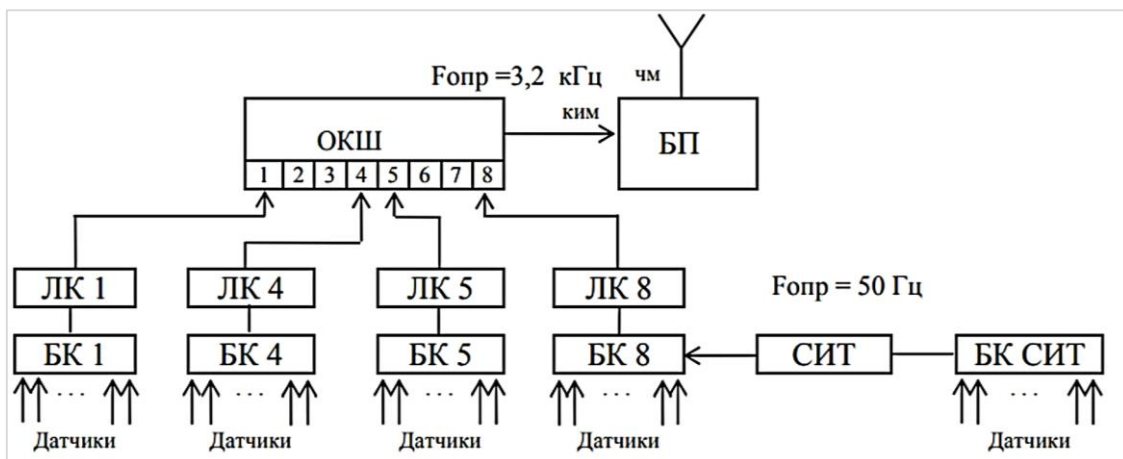 Fопр =3,2 кГц
чм
ким
ОКШ
БП
1 2 3 4 5 6 7 8
ЛК 1 ЛК 4 ЛК 5 ЛК 8
Fопр = 50 Гц
БК 1 БК 4 БК 5 БК 8 СИТ БК СИТ
... ... ... ... ...
Датчики Датчики Датчики Датчики Датчики